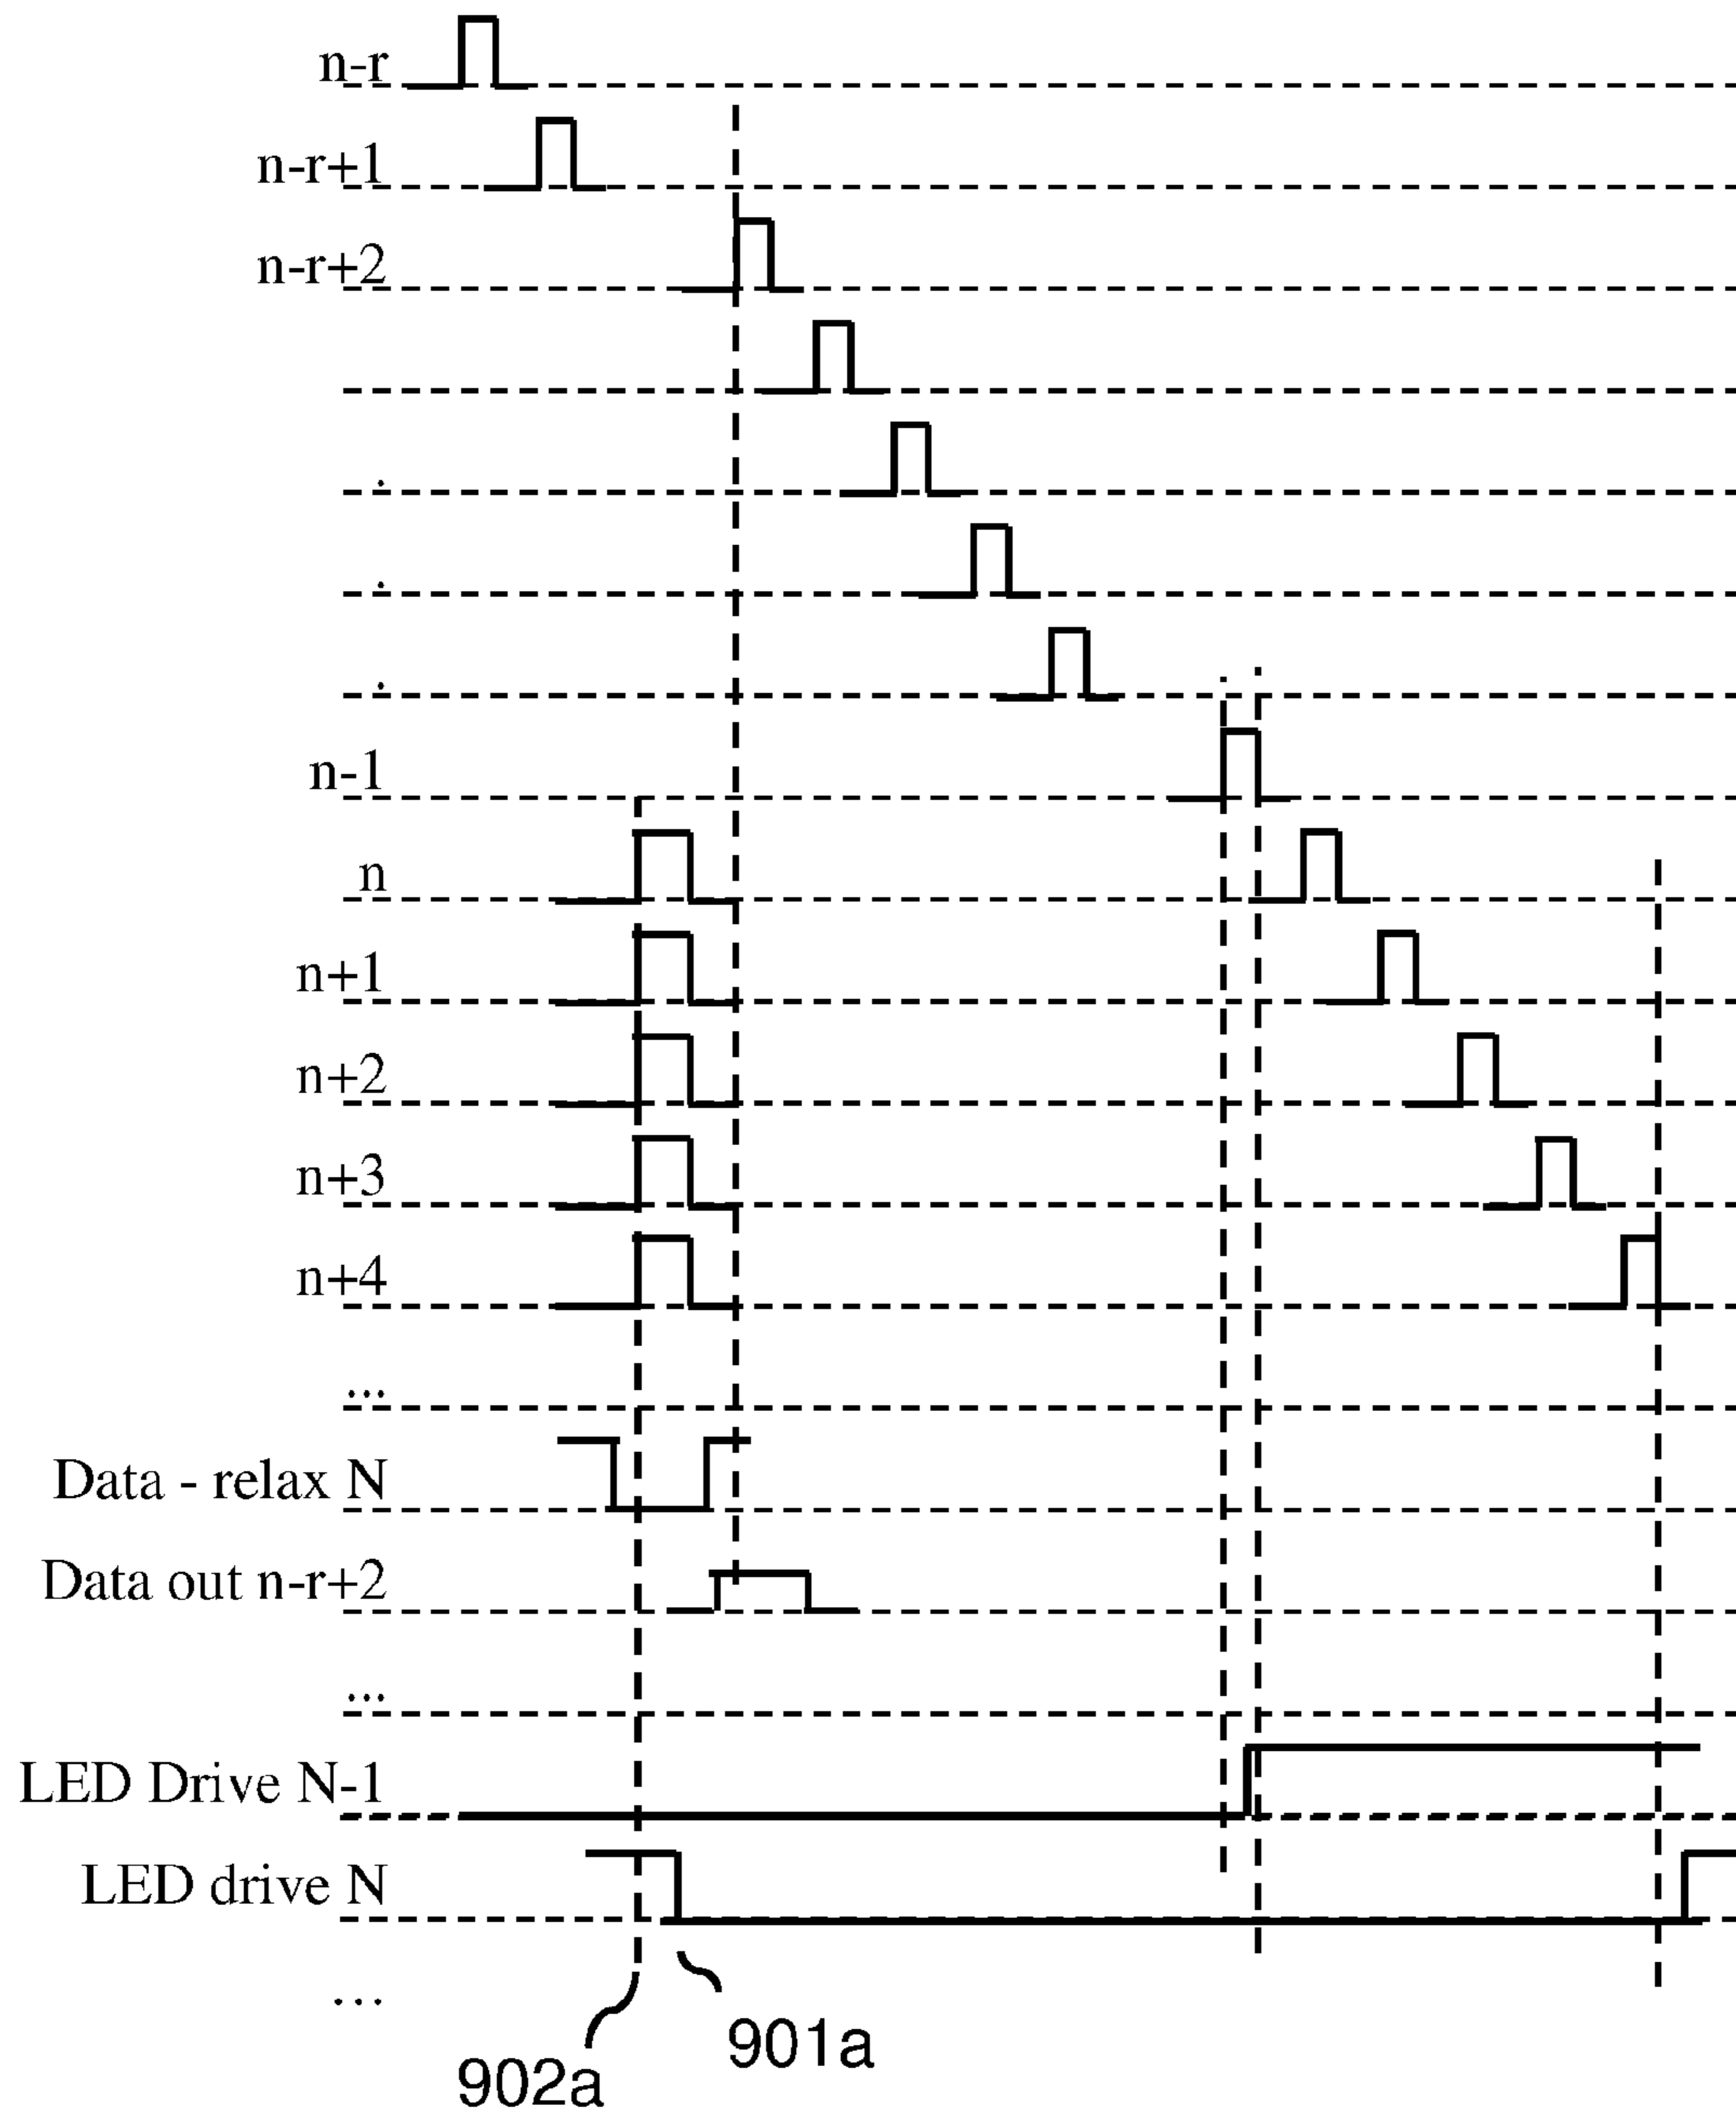 n-r
n-r+1
n-r+2
.
.
.
n-1
n
n+1
n+2
n+3
n+4
...
Data - relax N
Data out n-r+2
...
LED Drive N-1
LED drive N
...
901a
902a